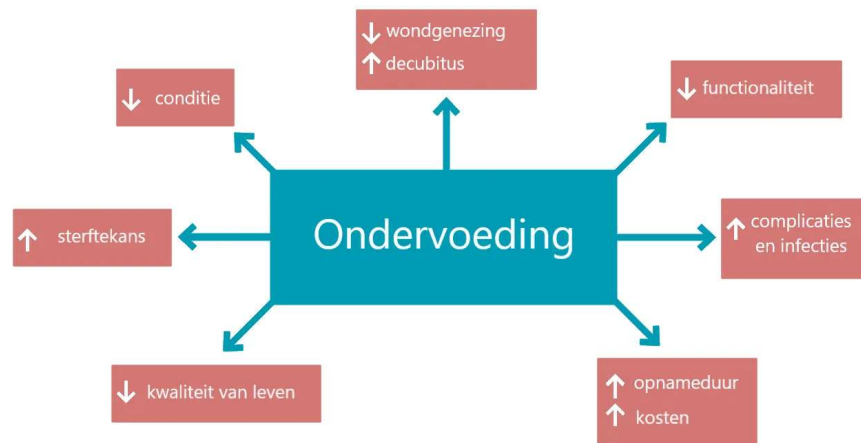 ↓ wondgenezing
↑ decubitus
↓ conditie
↓ functionaliteit
Ondervoeding
↑ sterftekans
↑ complicaties
en infecties
↓ kwaliteit van leven
↑ opnameduur
↑ kosten